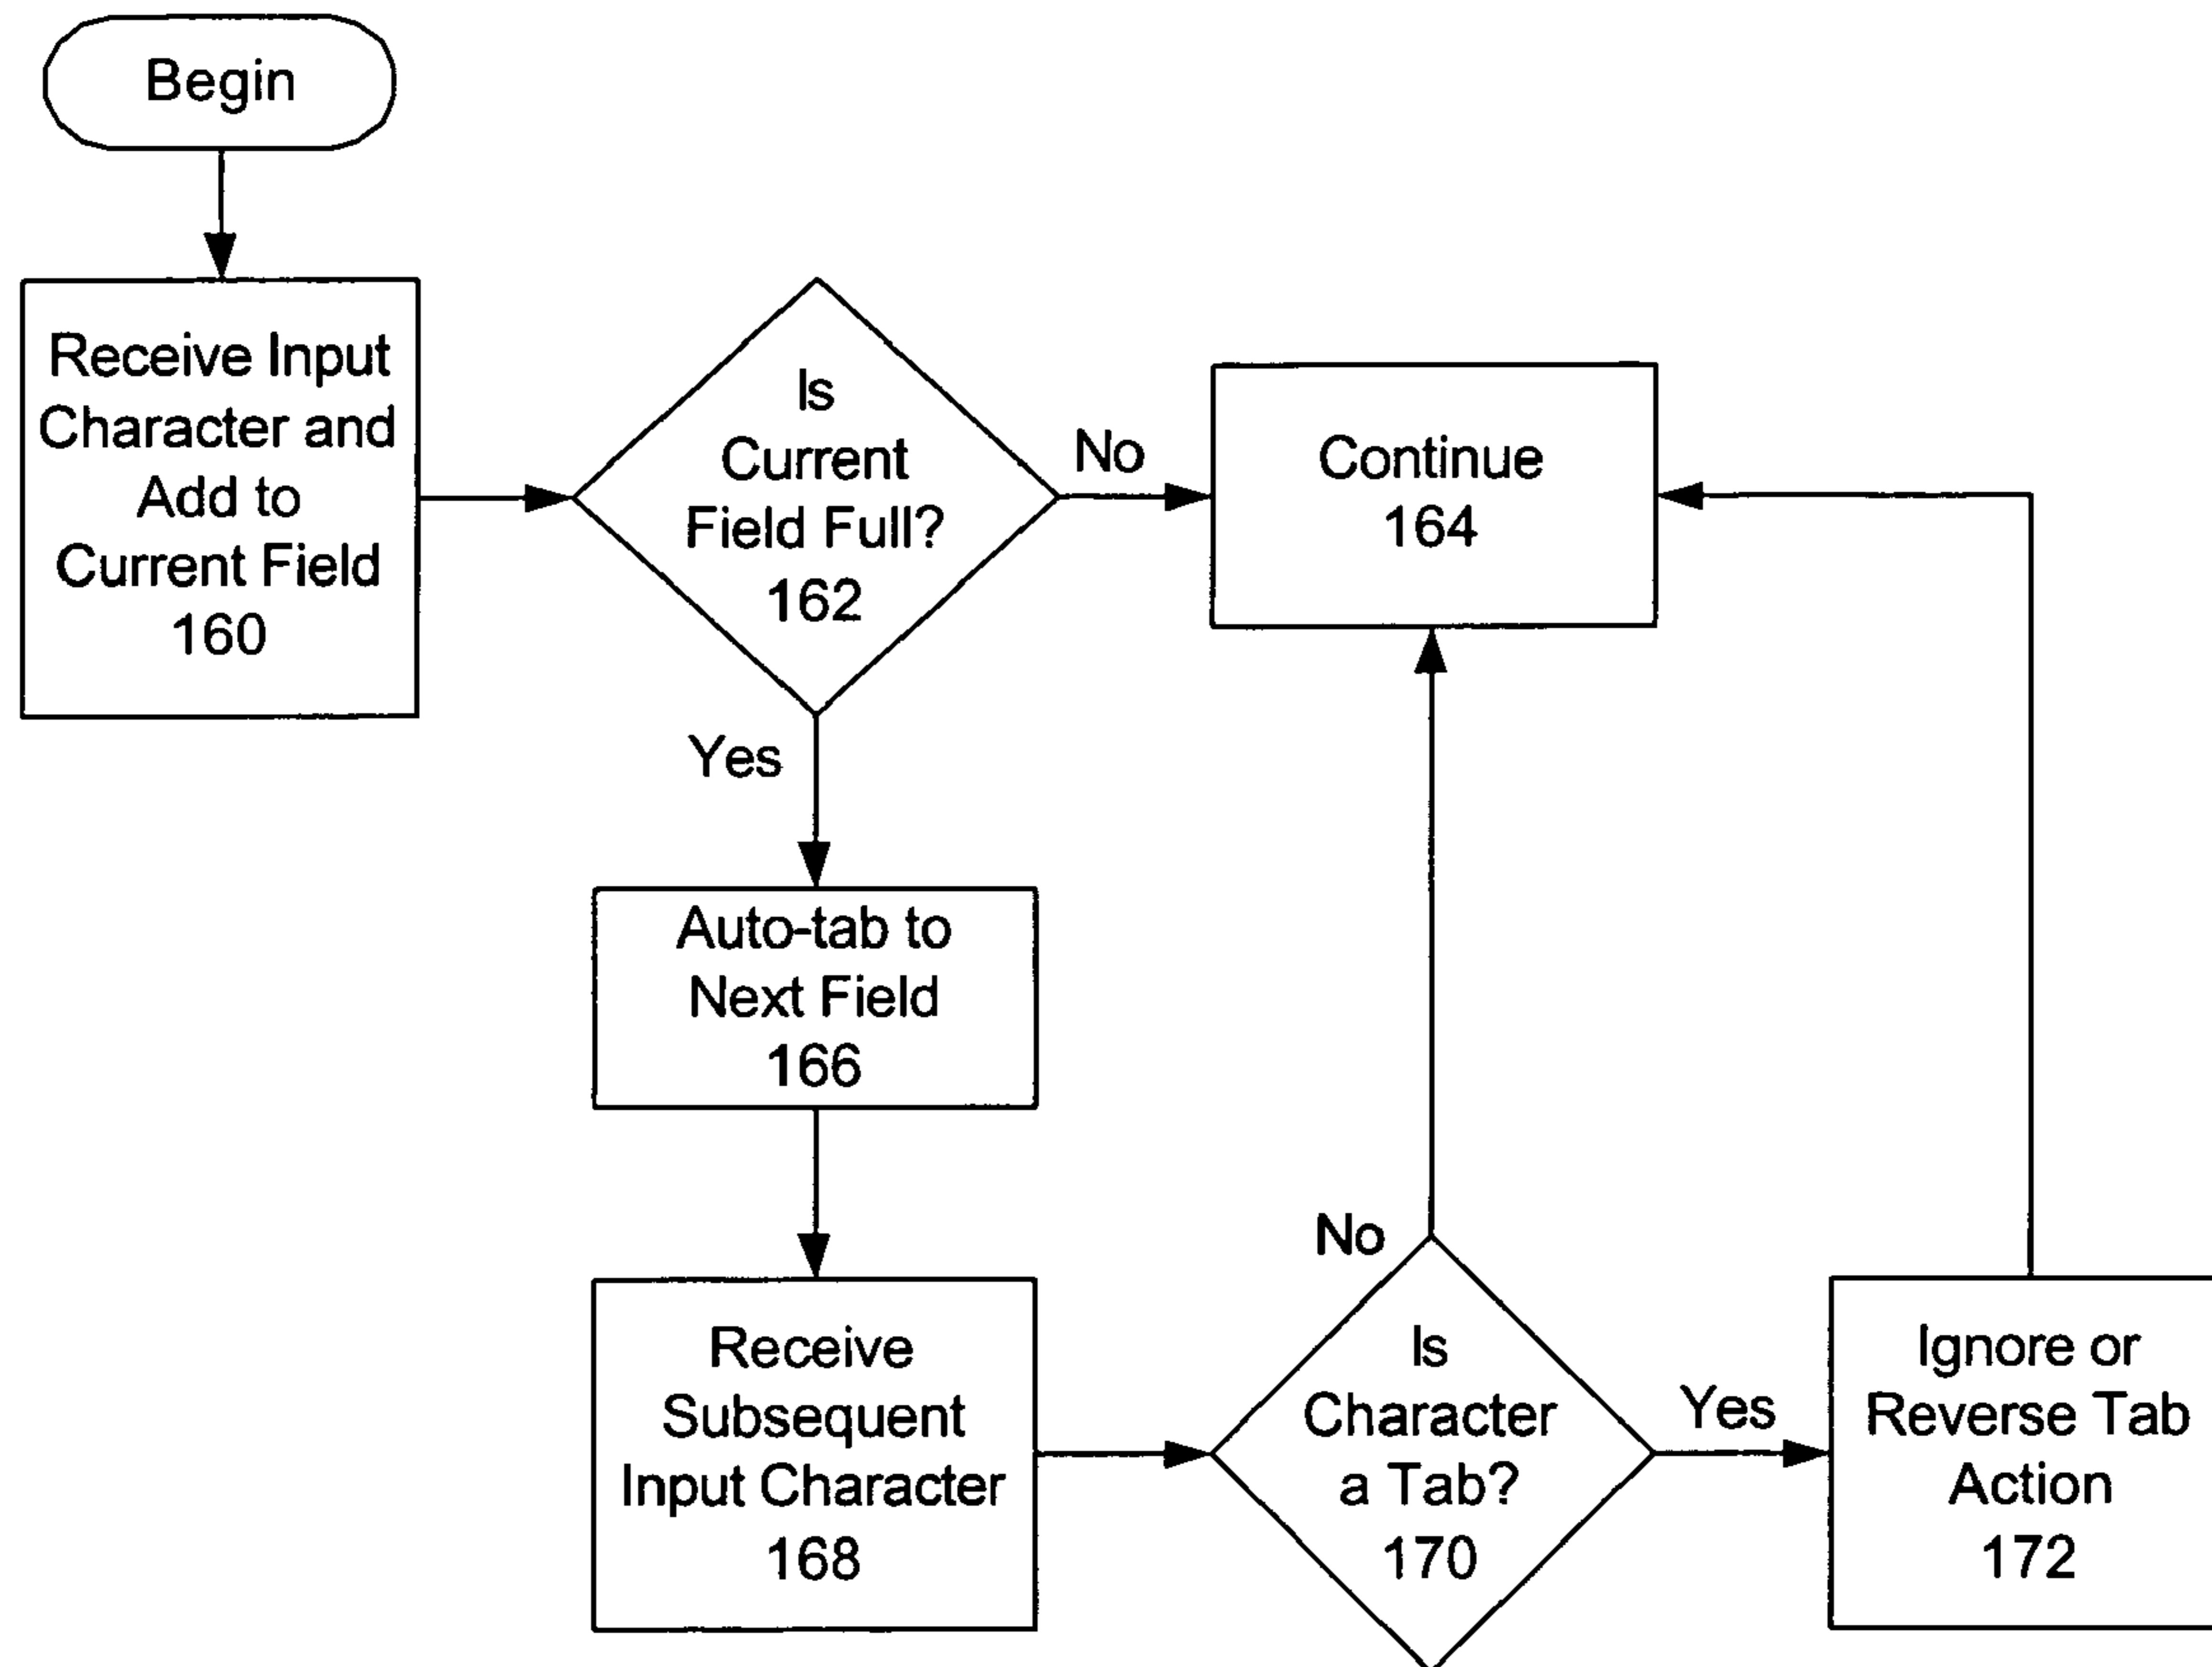 Begin
Receive Input
Character and
Add to
Current Field
160
Is
Current
Field Full?
162
No
Continue
164
Yes
Auto-tab to
Next Field
166
Receive
Subsequent
Input Character
168
No
Is
Character
a Tab?
170
Yes
Ignore or
Reverse Tab
Action
172